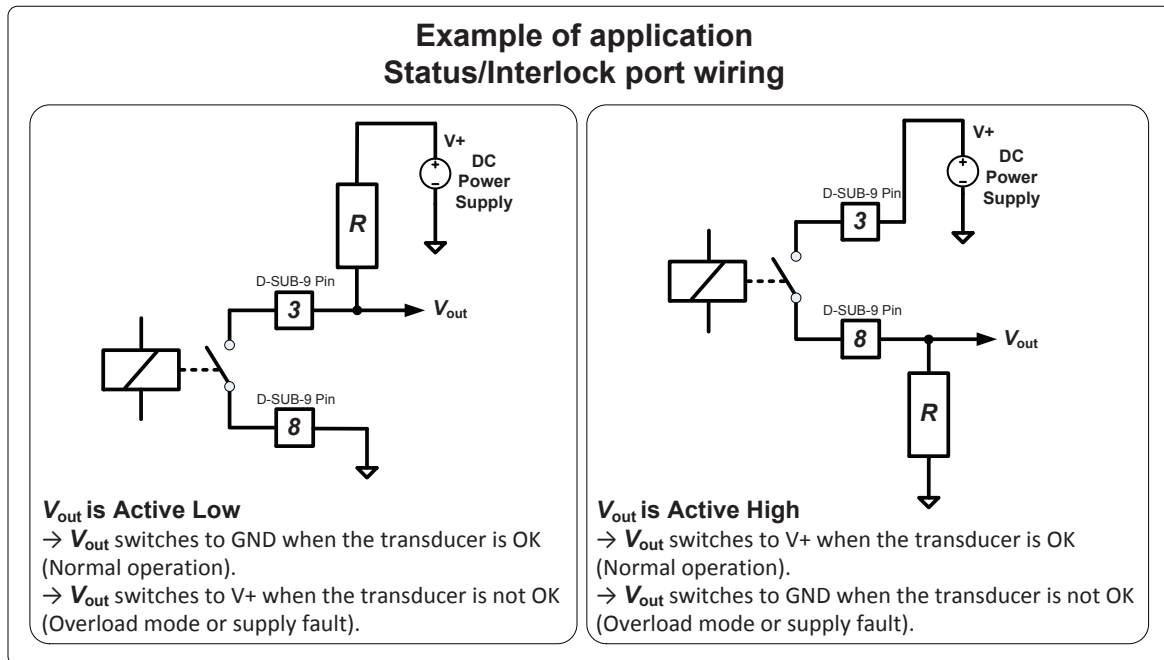 Example of application
Status/Interlock port wiring
V+
DC
Power
Supply
R
D-SUB-9 Pin
3
Vout
D-SUB-9 Pin
8
Vout is Active Low
→ Vout switches to GND when the transducer is OK
(Normal operation).
→ Vout switches to V+ when the transducer is not OK
(Overload mode or supply fault).
V+
DC
Power
Supply
D-SUB-9 Pin
3
D-SUB-9 Pin
8
Vout
R
Vout is Active High
→ Vout switches to V+ when the transducer is OK
(Normal operation).
→ Vout switches to GND when the transducer is not OK
(Overload mode or supply fault).